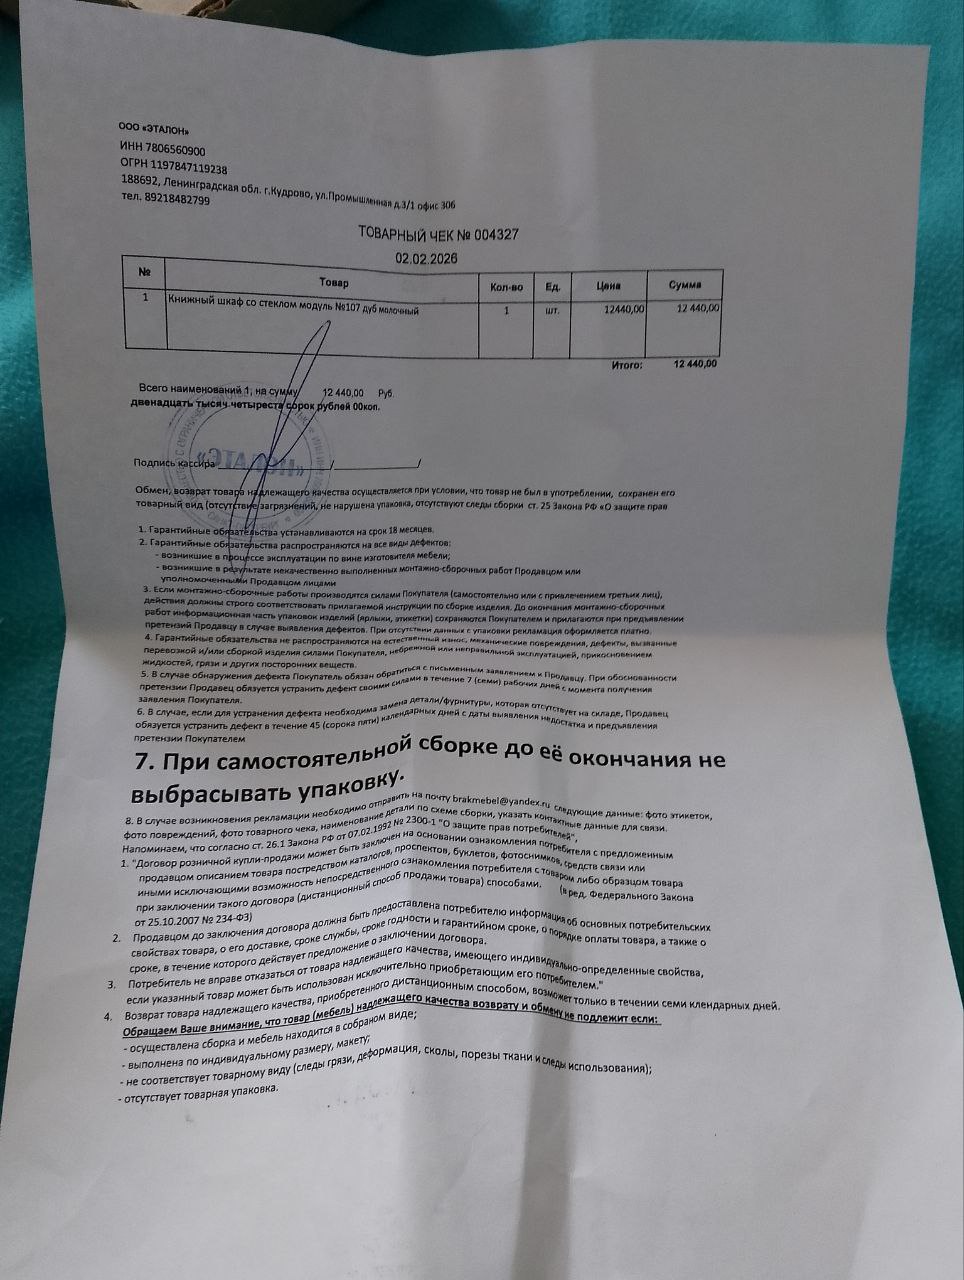 ООО «ЭТАЛОН»
ИНН 7806560900
ОГРН 1197847119238
188692, Ленинградская обл. г.Кудрово, ул.Промышленная д.3/1 офис 306
тел. 89218482799
ТОВАРНЫЙ ЧЕК № 004327
02.02.2026
№ Товар Кол-во Ед. Цена Сумма
1 Книжный шкаф со стеклом модуль №107 дуб молочный 1 шт. 12440,00 12 440,00
Итого: 12 440,00
Всего наименований 1, на сумму 12 440,00 Руб.
двенадцать тысяч четыреста сорок рублей 00коп.
Подпись кассира / /
Обмен, возврат товара надлежащего качества осуществляется при условии, что товар не был в употреблении, сохранен его
товарный вид (отсутствие загрязнений, не нарушена упаковка, отсутствуют следы сборки ст. 25 Закона РФ «О защите прав
1. Гарантийные обязательства устанавливаются на срок 18 месяцев.
2. Гарантийные обязательства распространяются на все виды дефектов:
- возникшие в процессе эксплуатации по вине изготовителя мебели;
- возникшие в результате некачественно выполненных монтажно-сборочных работ Продавцом или
уполномоченными Продавцом лицами
3. Если монтажно-сборочные работы производятся силами Покупателя (самостоятельно или с привлечением третьих лиц),
действия должны строго соответствовать прилагаемой инструкции по сборке изделия. До окончания монтажно-сборочных
работ информационная часть упаковок изделий (ярлыки, этикетки) сохраняются Покупателем и прилагаются при предъявлении
претензий Продавцу в случае выявления дефектов. При отсутствии данных с упаковки рекламация оформляется платно.
4. Гарантийные обязательства не распространяются на естественный износ, механические повреждения, дефекты, вызванные
перевозкой и/или сборкой изделия силами Покупателя, небрежной или неправильной эксплуатацией, прикосновением
жидкостей, грязи и других посторонних веществ.
5. В случае обнаружения дефекта Покупатель обязан обратиться с письменным заявлением к Продавцу. При обоснованности
претензии Продавец обязуется устранить дефект своими силами в течение 7 (семи) рабочих дней с момента получения
заявления Покупателя.
6. В случае, если для устранения дефекта необходима замена детали/фурнитуры, которая отсутствует на складе, Продавец
обязуется устранить дефект в течение 45 (сорока пяти) календарных дней с даты выявления недостатка и предъявления
претензии Покупателем
7. При самостоятельной сборке до её окончания не
выбрасывать упаковку.
8. В случае возникновения рекламации необходимо отправить на почту brakmebel@yandex.ru следующие данные: фото этикеток,
фото повреждений, фото товарного чека, наименование детали по схеме сборки, указать контактные данные для связи.
Напоминаем, что согласно ст. 26.1 Закона РФ от 07.02.1992 № 2300-1 "О защите прав потребителей",
1. "Договор розничной купли-продажи может быть заключен на основании ознакомления потребителя с предложенным
продавцом описанием товара постредством каталогов, проспектов, буклетов, фотоснимков, средств связи или
иными исключающими возможность непосредственного ознакомления потребителя с товаром либо образцом товара
при заключении такого договора (дистанционный способ продажи товара) способами. (в ред. Федерального Закона
от 25.10.2007 № 234-ФЗ)
2. Продавцом до заключения договора должна быть предоставлена потребителю информация об основных потребительских
свойствах товара, о его доставке, сроке службы, сроке годности и гарантийном сроке, о порядке оплаты товара, а также о
сроке, в течение которого действует предложение о заключении договора.
3. Потребитель не вправе отказаться от товара надлежащего качества, имеющего индивидуально-определенные свойства,
если указанный товар может быть использован исключительно приобретающим его потребителем."
4. Возврат товара надлежащего качества, приобретенного дистанционным способом, возможет только в течении семи клендарных дней.
Обращаем Ваше внимание, что товар (мебель) надлежащего качества возврату и обмену не подлежит если:
- осуществлена сборка и мебель находится в собраном виде;
- выполнена по индивидуальному размеру, макету;
- не соответствует товарному виду (следы грязи, деформация, сколы, порезы ткани и следы использования);
- отсутствует товарная упаковка.